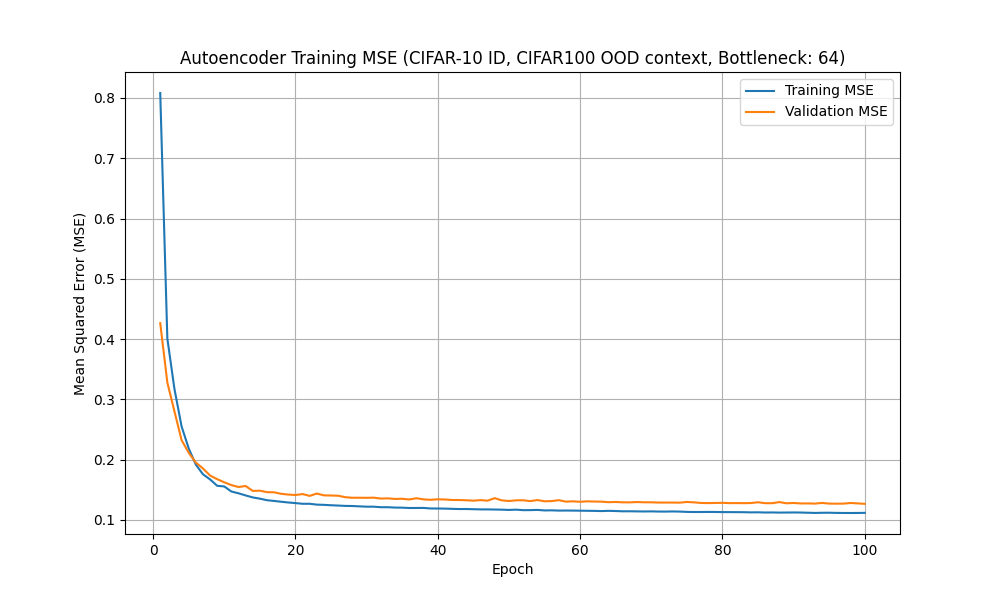 Autoencoder Training MSE (CIFAR-10 ID, CIFAR100 OOD context, Bottleneck: 64)
Training MSE
Validation MSE
Mean Squared Error (MSE)
0.8
0.7
0.6
0.5
0.4
0.3
0.2
0.1
0
20
40
60
80
100
Epoch